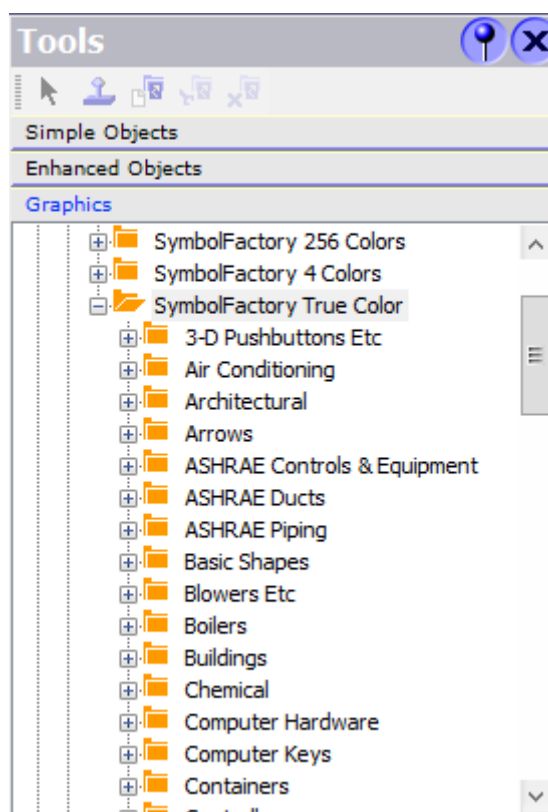 Tools
Simple Objects
Enhanced Objects
Graphics
SymbolFactory 256 Colors
SymbolFactory 4 Colors
SymbolFactory True Color
3-D Pushbuttons Etc
Air Conditioning
Architectural
Arrows
ASHRAE Controls & Equipment
ASHRAE Ducts
ASHRAE Piping
Basic Shapes
Blowers Etc
Boilers
Buildings
Chemical
Computer Hardware
Computer Keys
Containers